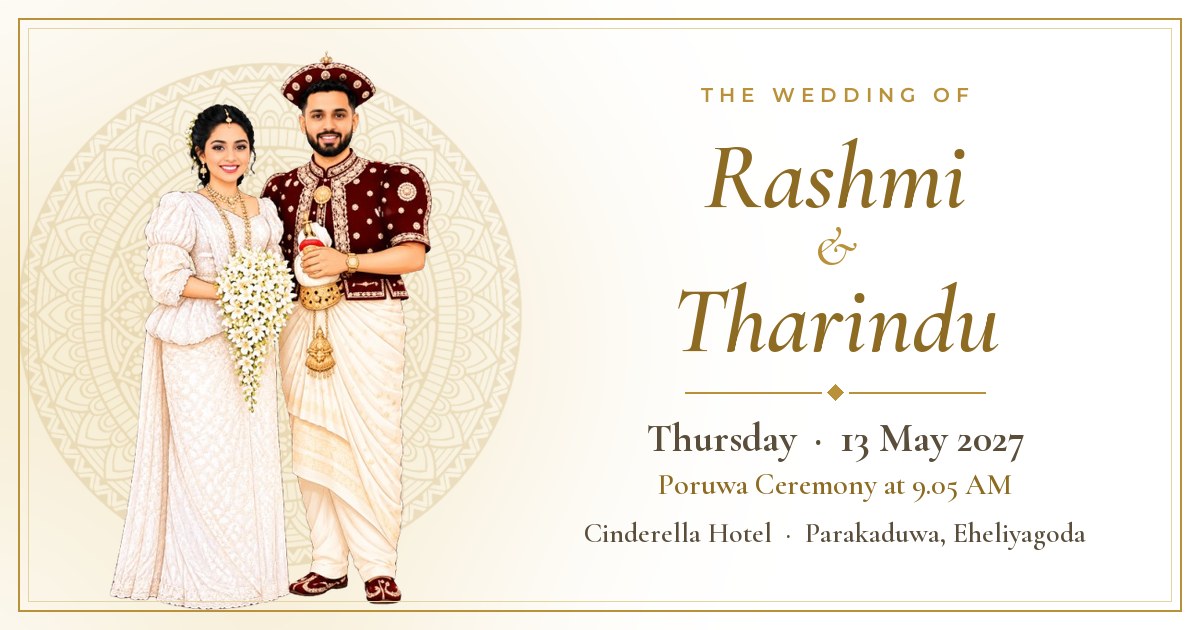 THE WEDDING OF
Rashmi
&
Tharindu
Thursday · 13 May 2027
Poruwa Ceremony at 9.05 AM
Cinderella Hotel · Parakaduwa, Eheliyagoda